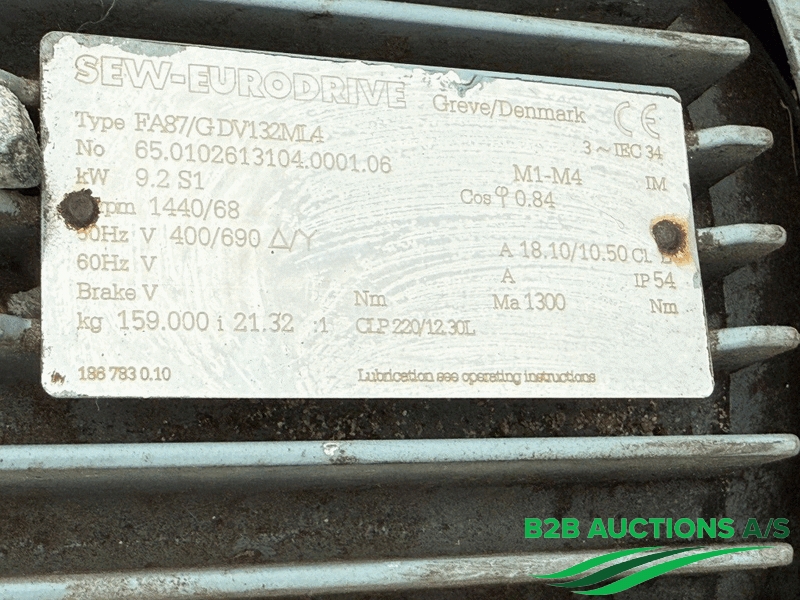 SEW-EURODRIVE Greve/Denmark CE
Type FA87/G DV132ML4 3~IEC 34
No 65.0102613104.0001.06
kW 9.2 S1 M1-M4 IM
1440/68 Cos φ 0.84
50Hz V 400/690 Δ/Y A 18.10/10.50 CL
60Hz V A IP 54
Brake V Nm Ma 1300 Nm
kg 159.000 i 21.32 :1 CLP 220/12.30L
186 783 0.10 Lubrication see operating instructions
B2B AUCTIONS A/S